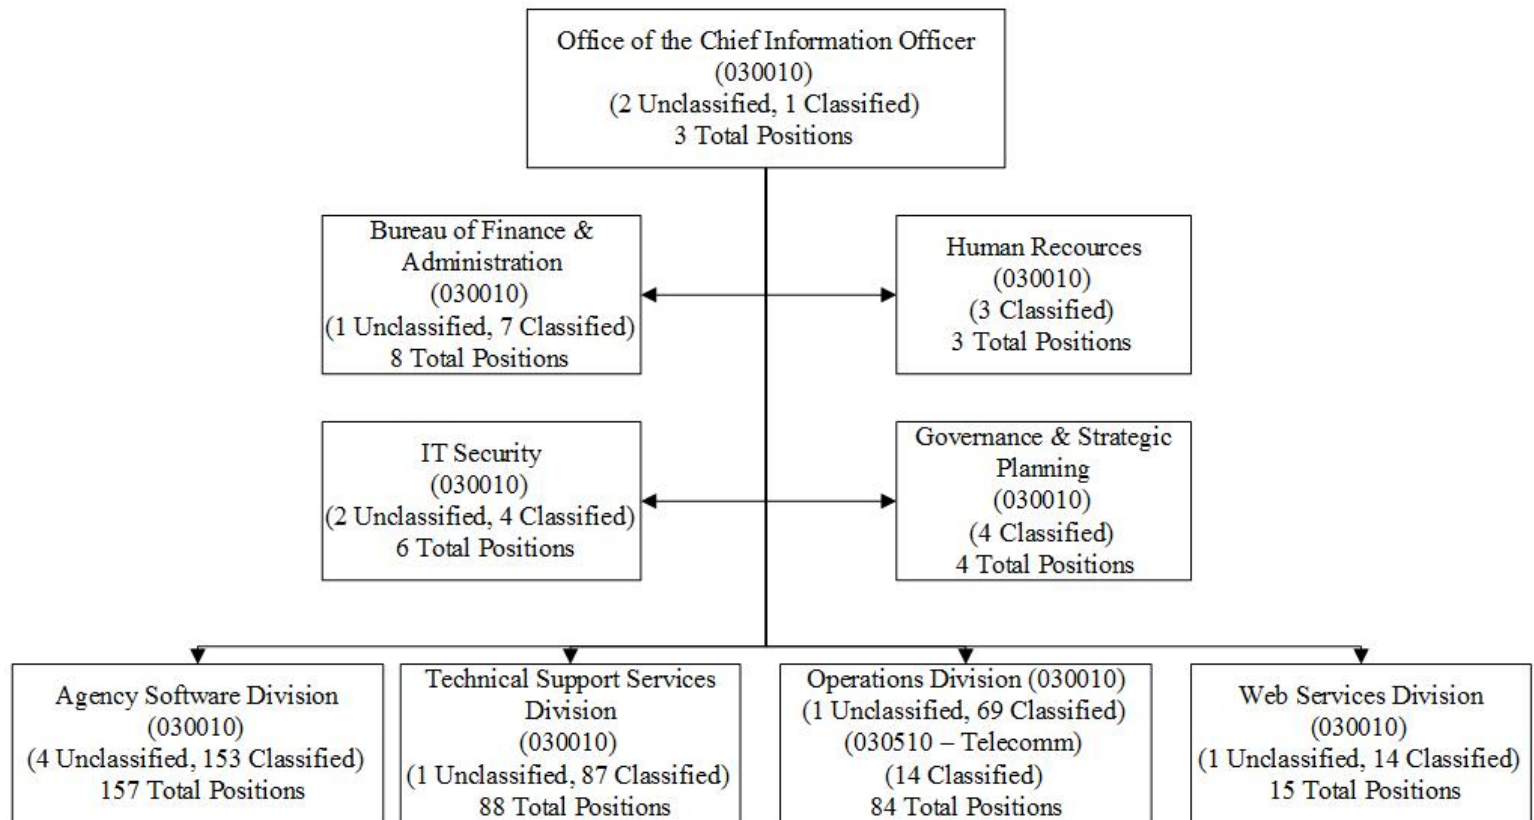 Office of the Chief Information Officer
(030010)
(2 Unclassified, 1 Classified)
3 Total Positions
Bureau of Finance &
Administration
(030010)
(1 Unclassified, 7 Classified)
8 Total Positions
Human Recources
(030010)
(3 Classified)
3 Total Positions
IT Security
(030010)
(2 Unclassified, 4 Classified)
6 Total Positions
Governance & Strategic
Planning
(030010)
(4 Classified)
4 Total Positions
Agency Software Division
(030010)
(4 Unclassified, 153 Classified)
157 Total Positions
Technical Support Services
Division
(030010)
(1 Unclassified, 87 Classified)
88 Total Positions
Operations Division (030010)
(1 Unclassified, 69 Classified)
(030510 – Telecomm)
(14 Classified)
84 Total Positions
Web Services Division
(030010)
(1 Unclassified, 14 Classified)
15 Total Positions